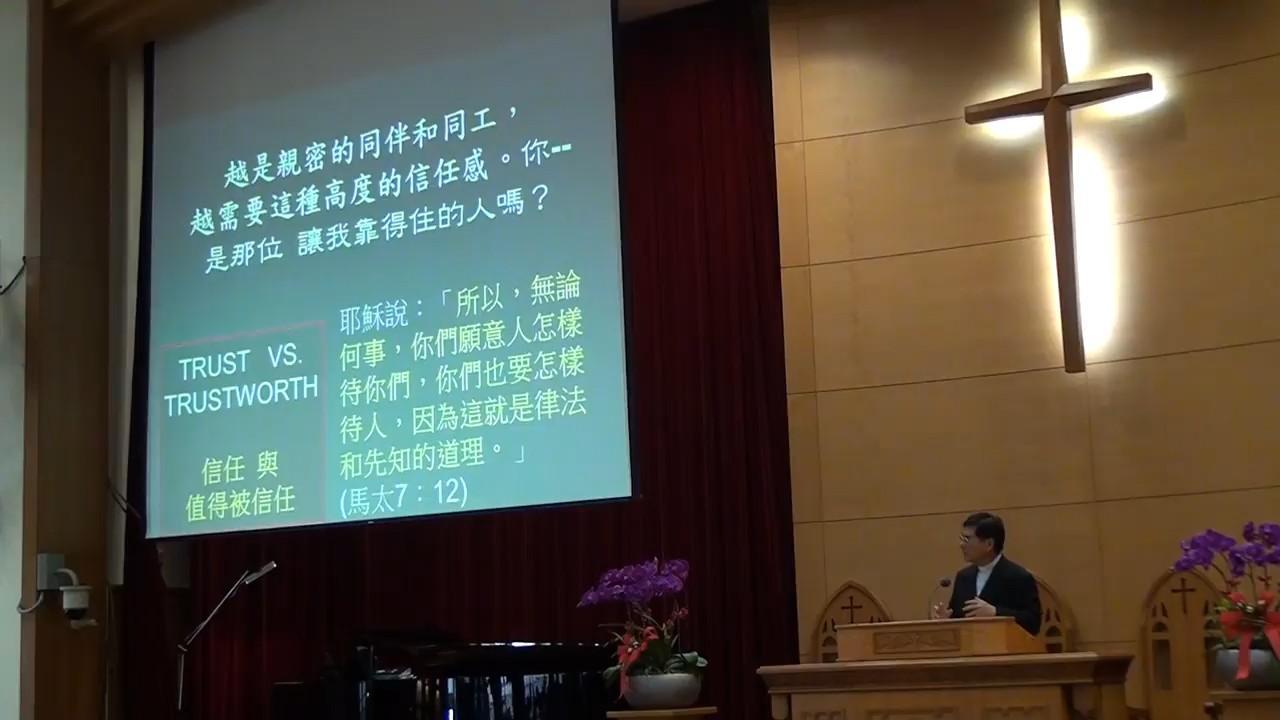 越是親密的同伴和同工，
越需要這種高度的信任感。你--
是那位 讓我靠得住的人嗎？
TRUST VS.
TRUSTWORTH
信任 與
值得被信任
耶穌說：「所以，無論
何事，你們願意人怎樣
待你們，你們也要怎樣
待人，因為這就是律法
和先知的道理。」
(馬太7：12)